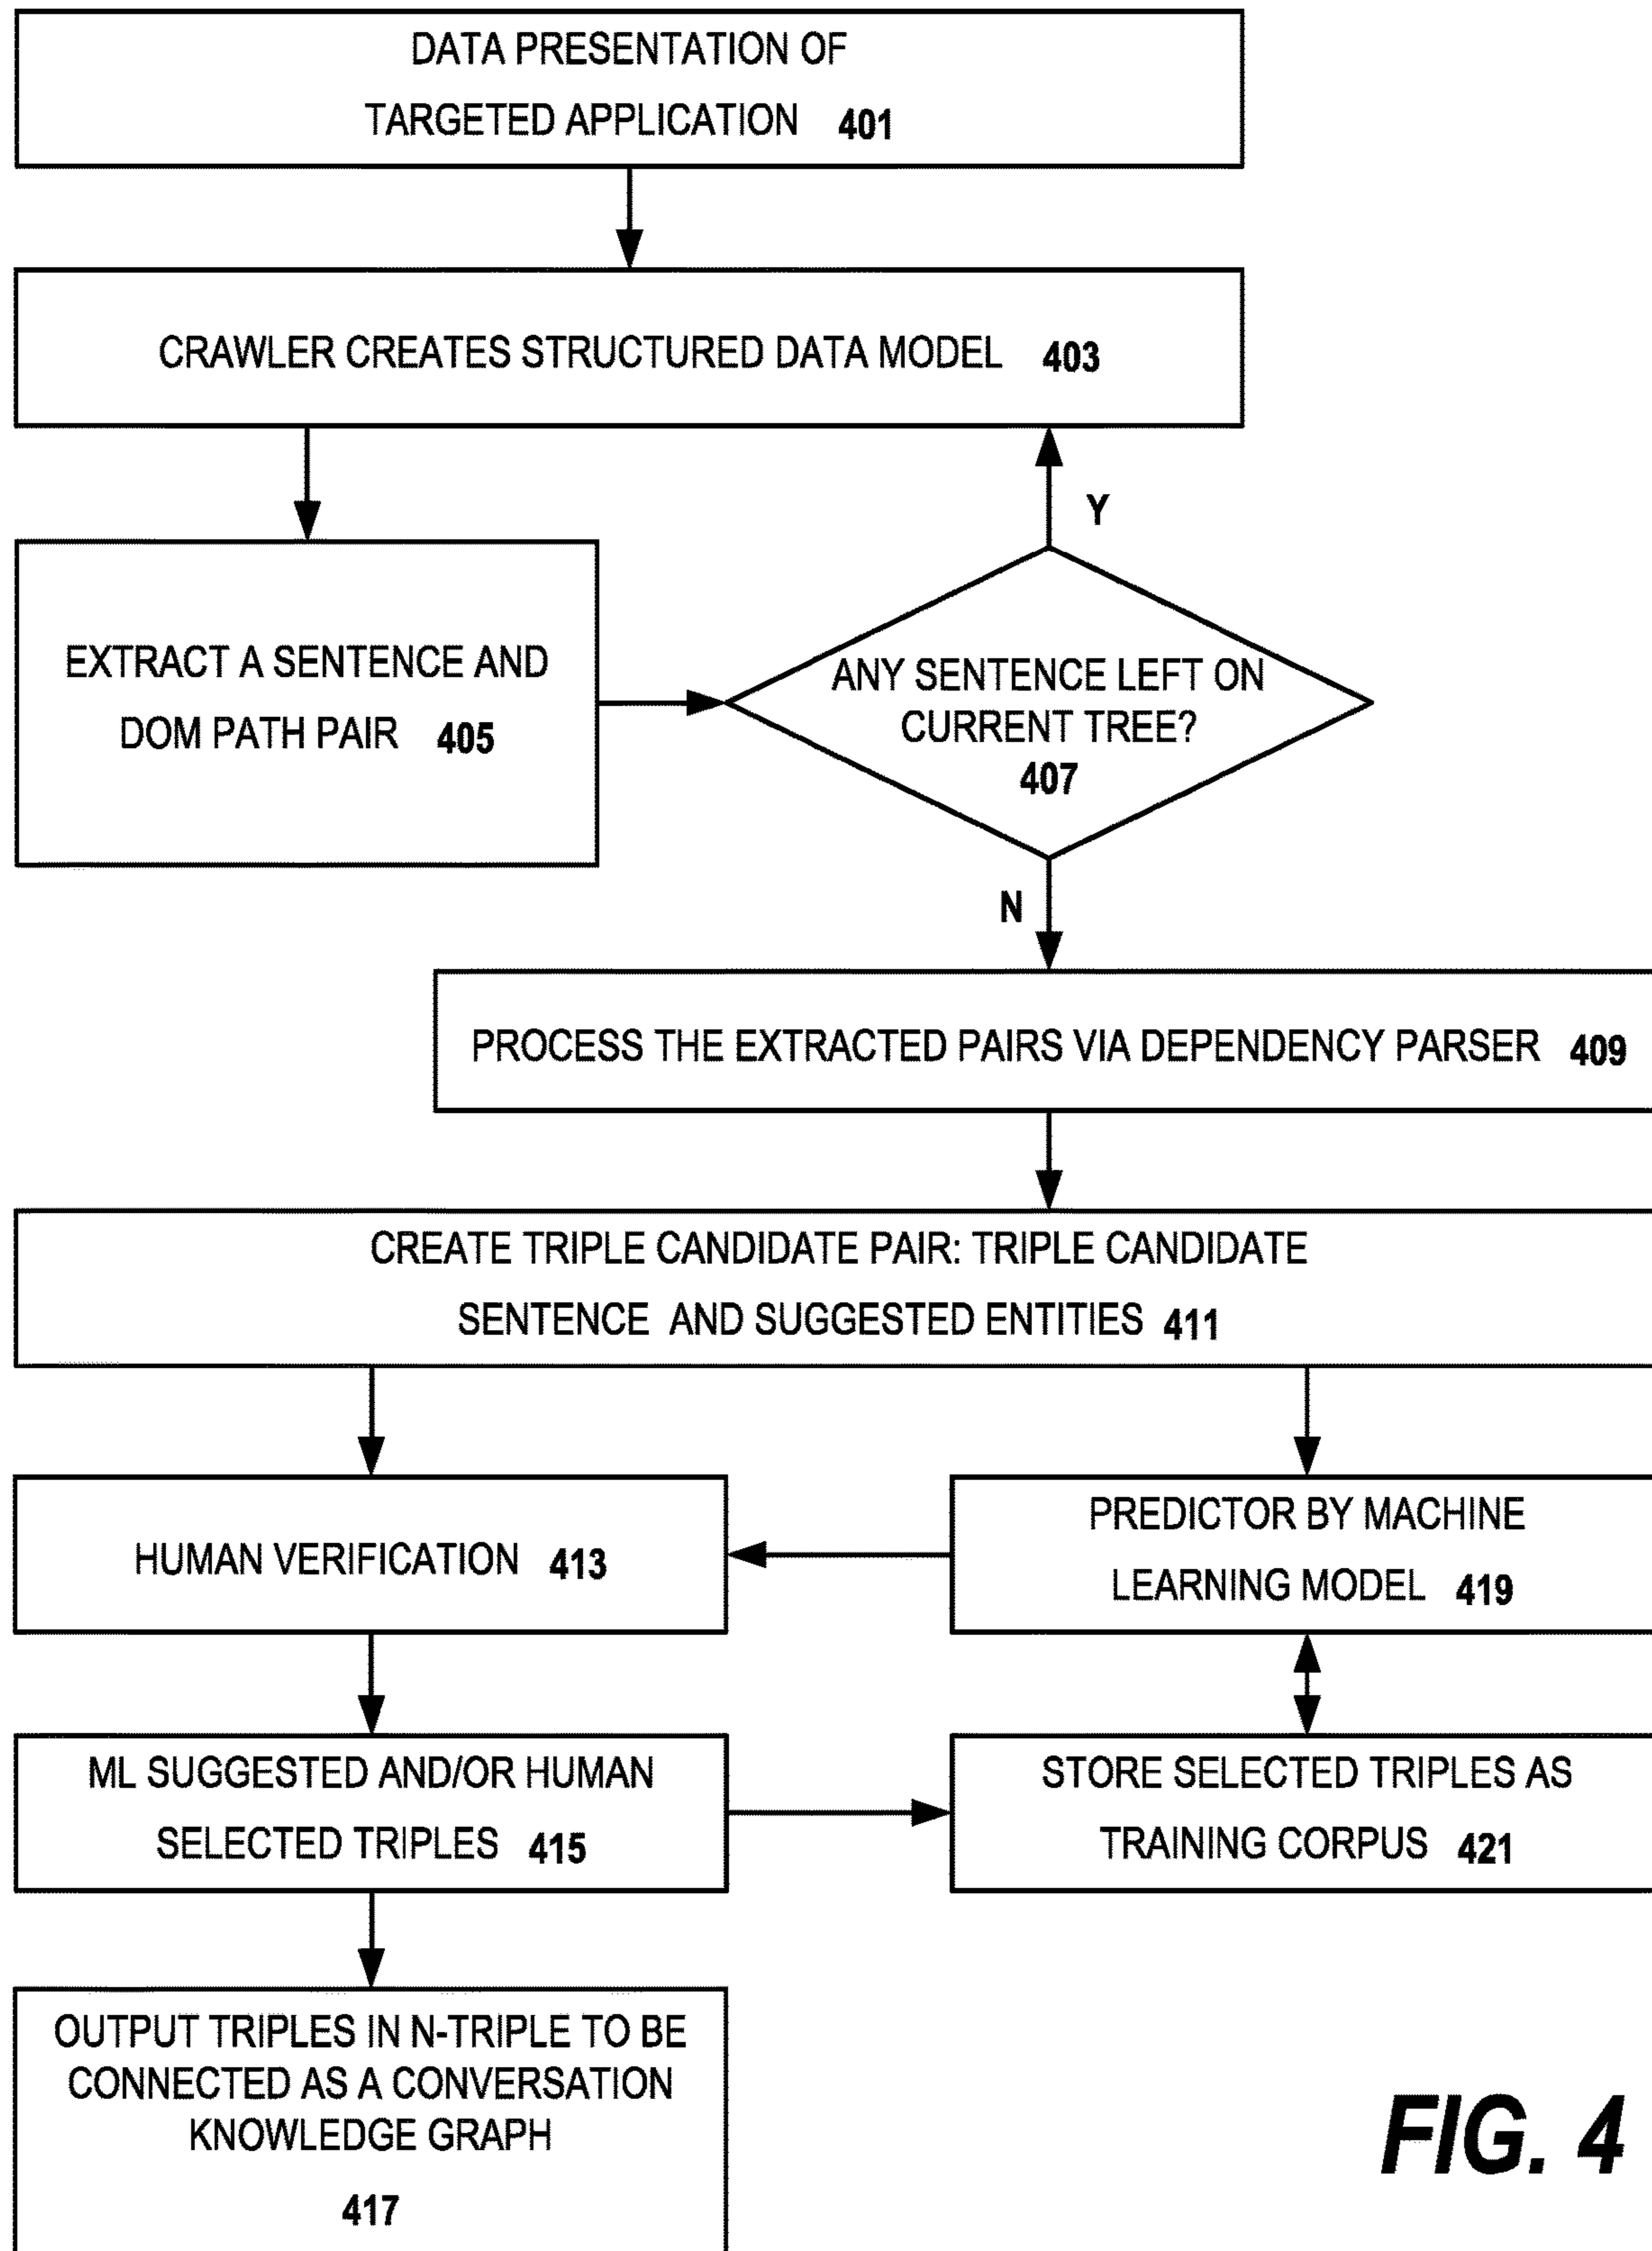 DATA PRESENTATION OF
TARGETED APPLICATION 401
CRAWLER CREATES STRUCTURED DATA MODEL 403
Y
EXTRACT A SENTENCE AND
DOM PATH PAIR 405
ANY SENTENCE LEFT ON
CURRENT TREE?
407
N
PROCESS THE EXTRACTED PAIRS VIA DEPENDENCY PARSER 409
CREATE TRIPLE CANDIDATE PAIR: TRIPLE CANDIDATE
SENTENCE AND SUGGESTED ENTITIES 411
HUMAN VERIFICATION 413
PREDICTOR BY MACHINE
LEARNING MODEL 419
ML SUGGESTED AND/OR HUMAN
SELECTED TRIPLES 415
STORE SELECTED TRIPLES AS
TRAINING CORPUS 421
OUTPUT TRIPLES IN N-TRIPLE TO BE
CONNECTED AS A CONVERSATION
KNOWLEDGE GRAPH
417
FIG. 4